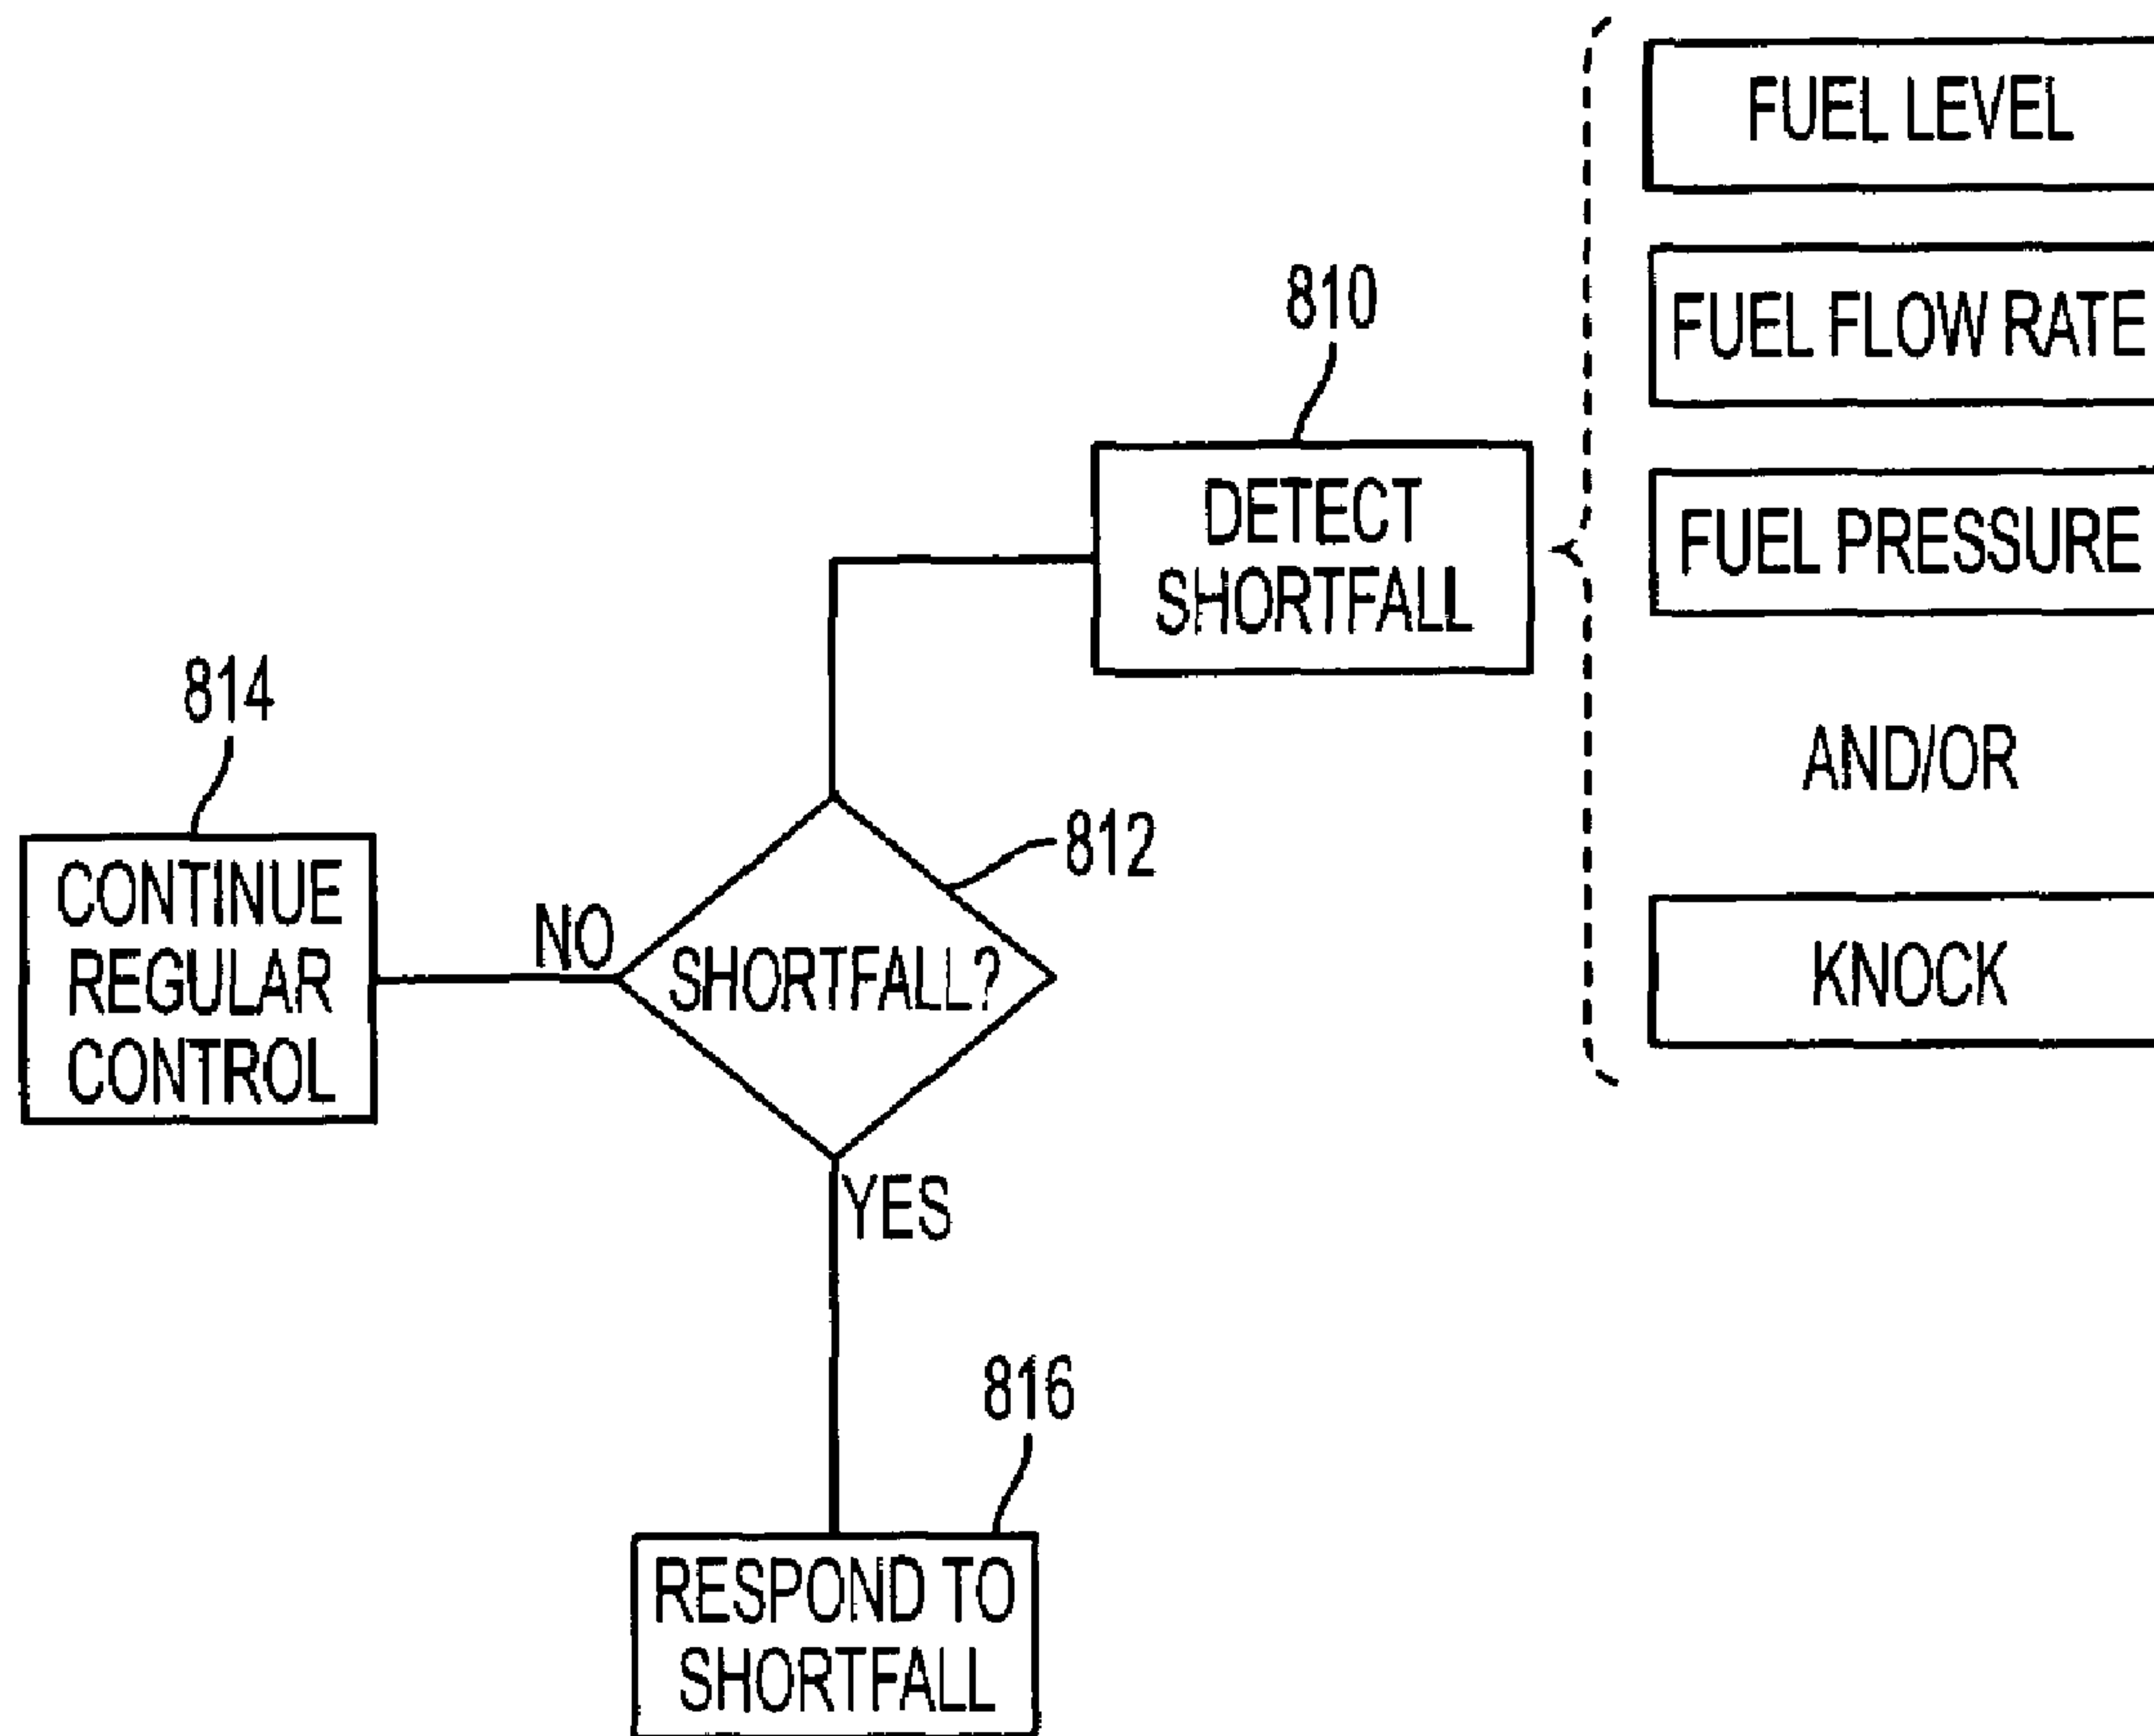 FUEL LEVEL
FUEL FLOW RATE
810
DETECT
SHORTFALL
FUEL PRESSURE
814
AND/OR
812
CONTINUE
REGULAR
CONTROL
NO
SHORTFALL?
KNOCK
YES
816
RESPOND TO
SHORTFALL